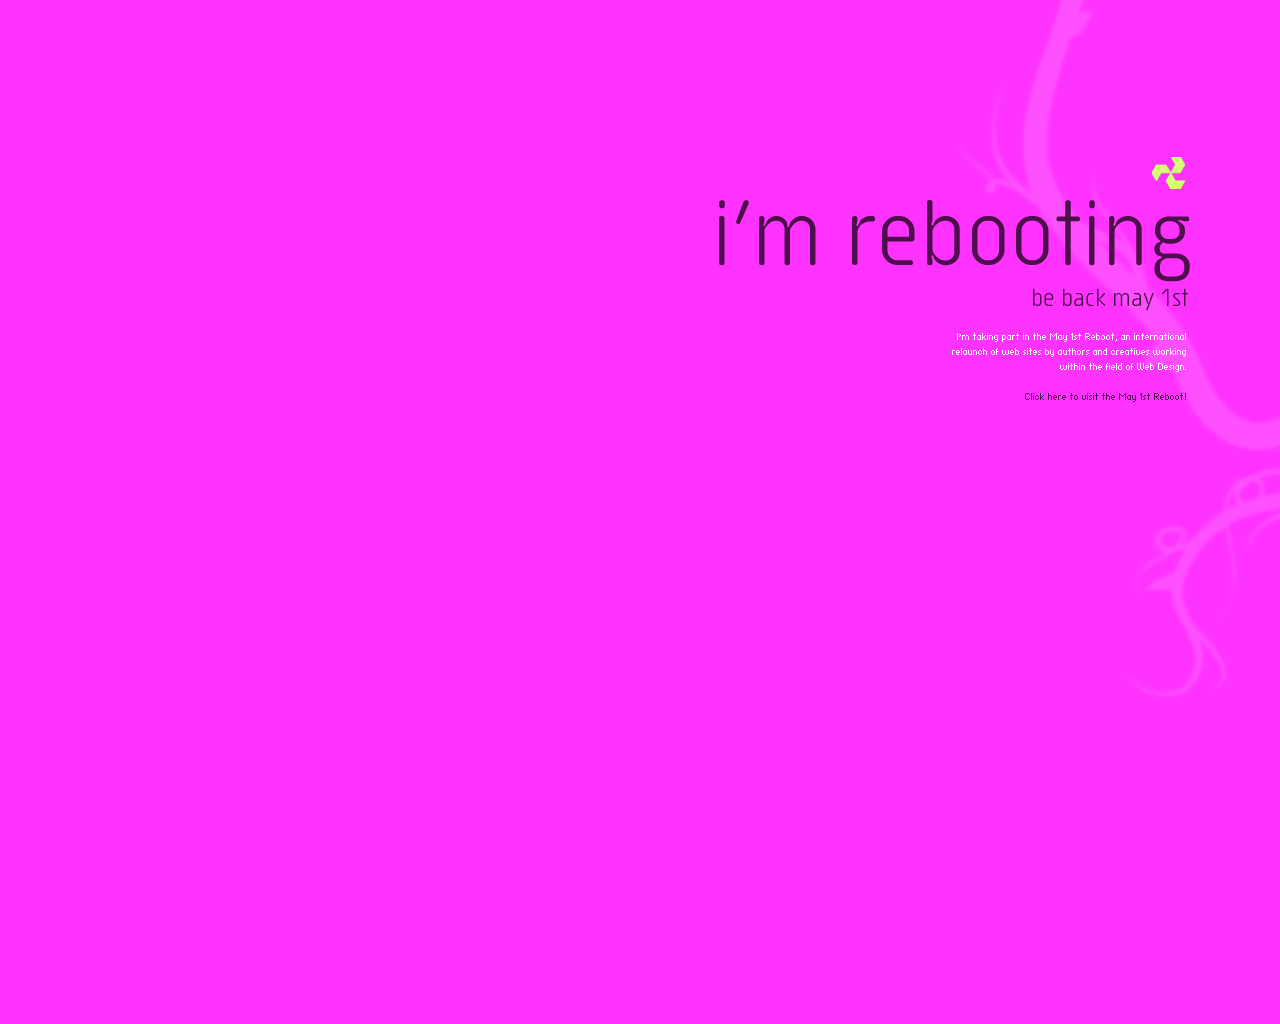 i'm rebooting
be back may 1st
I'm taking part in the May 1st Reboot, an international
relaunch of web sites by authors and creatives working
within the field of Web Design.
Click here to visit the May 1st Reboot!